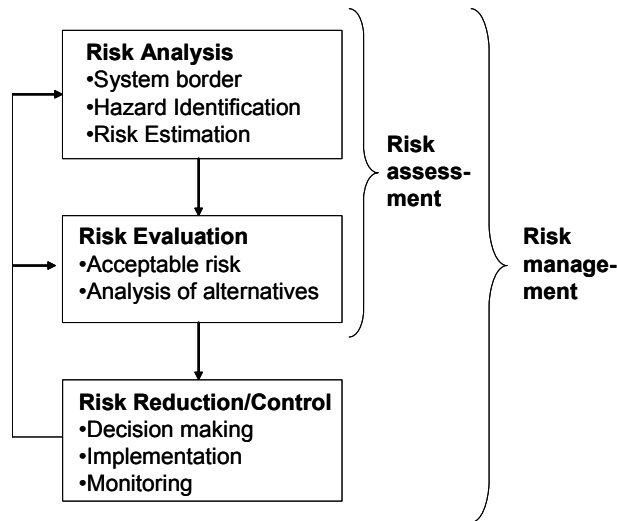 Risk Analysis
•System border
•Hazard Identification
•Risk Estimation
Risk
assess-
ment
Risk Evaluation
•Acceptable risk
•Analysis of alternatives
Risk
manage-
ment
Risk Reduction/Control
•Decision making
•Implementation
•Monitoring